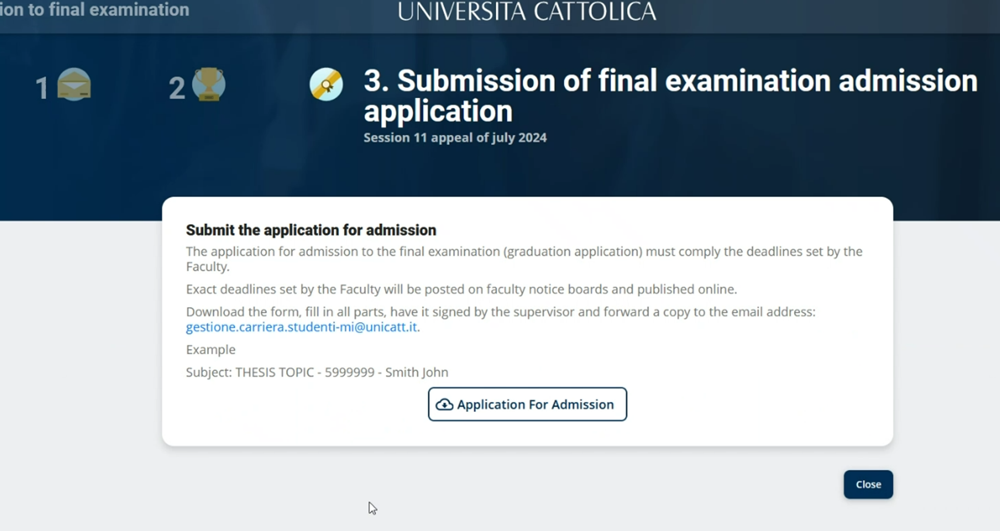 ion to final examination
UNIVERSITÀ CATTOLICA
1
2
3. Submission of final examination admission
application
Session 11 appeal of july 2024
Submit the application for admission
The application for admission to the final examination (graduation application) must comply the deadlines set by the
Faculty.
Exact deadlines set by the Faculty will be posted on faculty notice boards and published online.
Download the form, fill in all parts, have it signed by the supervisor and forward a copy to the email address:
gestione.carriera.studenti-mi@unicatt.it.
Example
Subject: THESIS TOPIC - 5999999 - Smith John
Application For Admission
Close